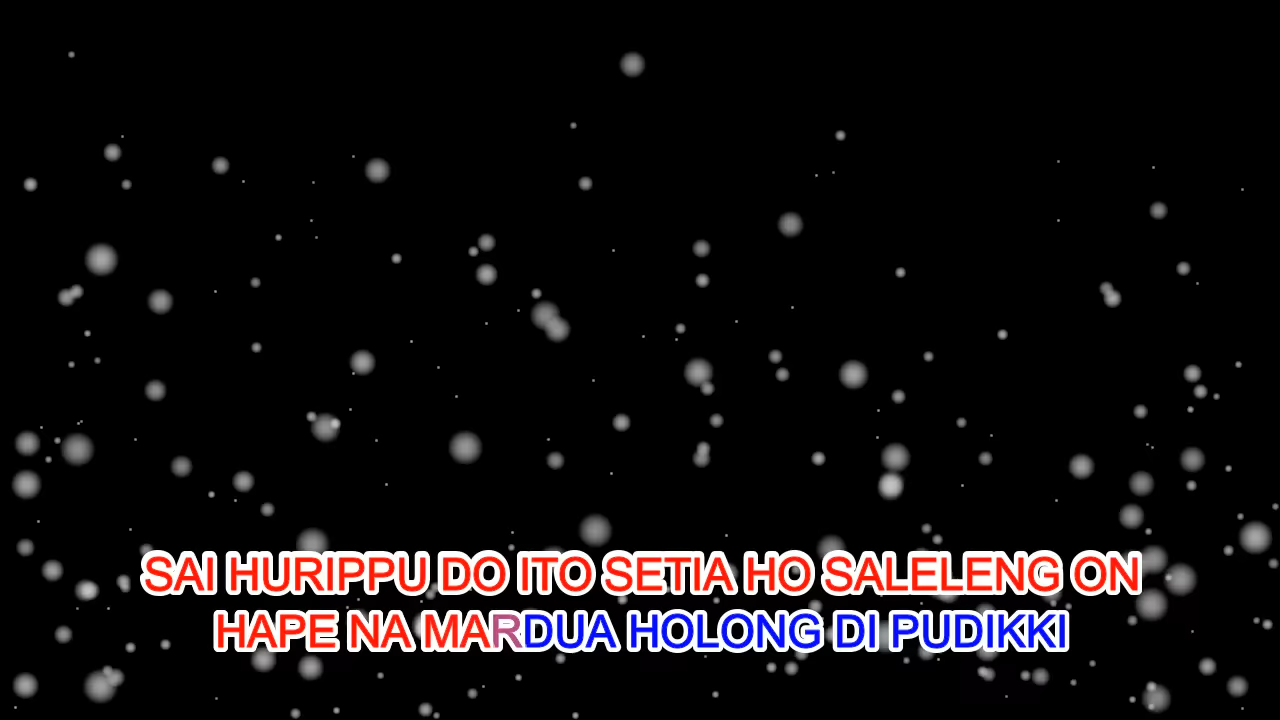 SAI HURIPPU DO ITO SETIA HO SALELENG ON
HAPE NA MARDUA HOLONG DI PUDIKKI